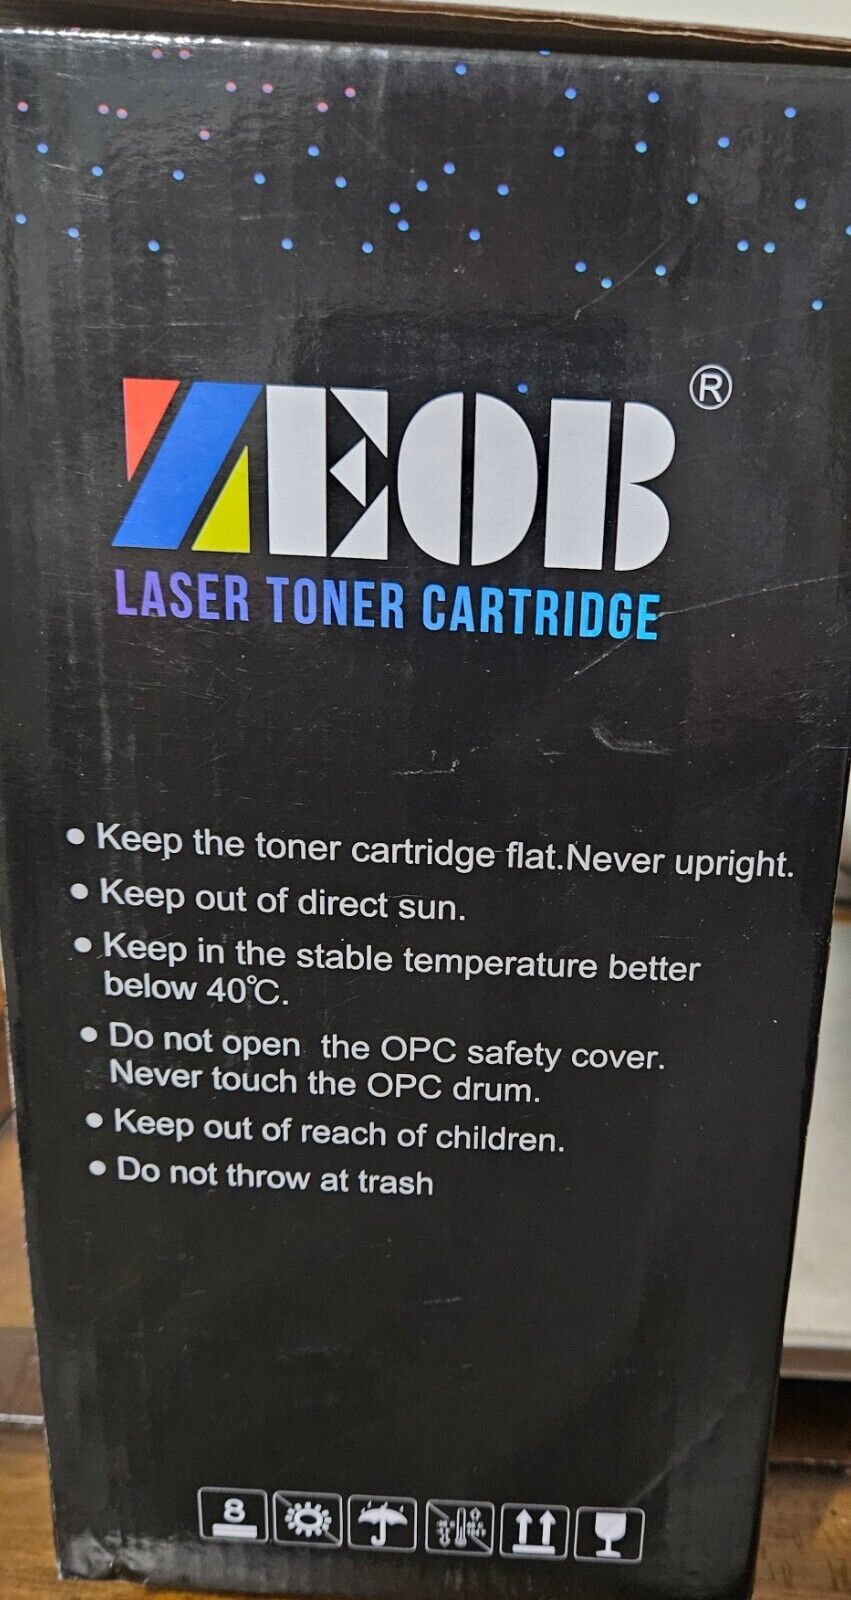 ZEOB®
LASER TONER CARTRIDGE
● Keep the toner cartridge flat.Never upright.
● Keep out of direct sun.
● Keep in the stable temperature better
below 40℃.
● Do not open the OPC safety cover.
Never touch the OPC drum.
● Keep out of reach of children.
● Do not throw at trash
8